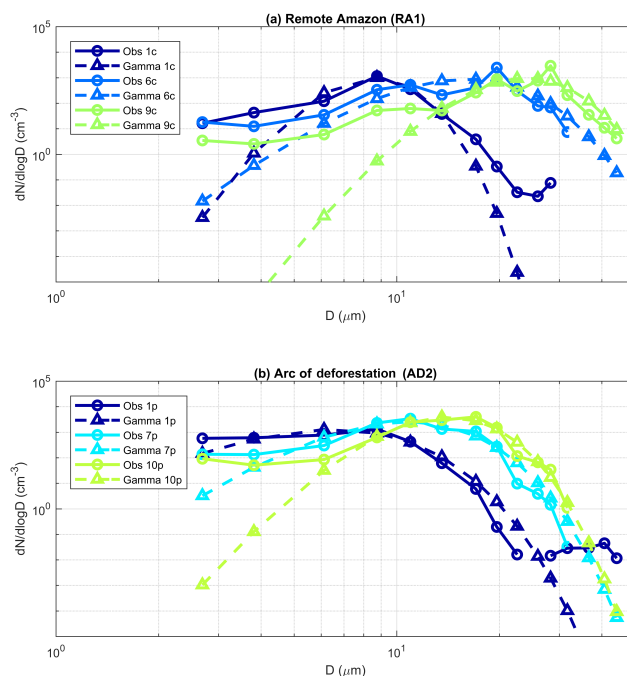 (a) Remote Amazon (RA1)
10^5
10^0
dN/dlogD (cm^-3)
Obs 1c
Gamma 1c
Obs 6c
Gamma 6c
Obs 9c
Gamma 9c
10^0
10^1
D (μm)
(b) Arc of deforestation (AD2)
10^5
10^0
dN/dlogD (cm^-3)
Obs 1p
Gamma 1p
Obs 7p
Gamma 7p
Obs 10p
Gamma 10p
10^0
10^1
D (μm)